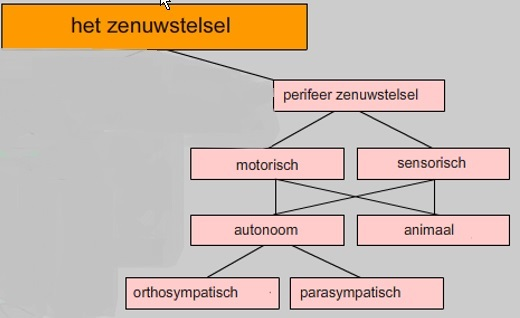 het zenuwstelsel
perifeer zenuwstelsel
motorisch
sensorisch
autonoom
animaal
orthosympatisch
parasympatisch